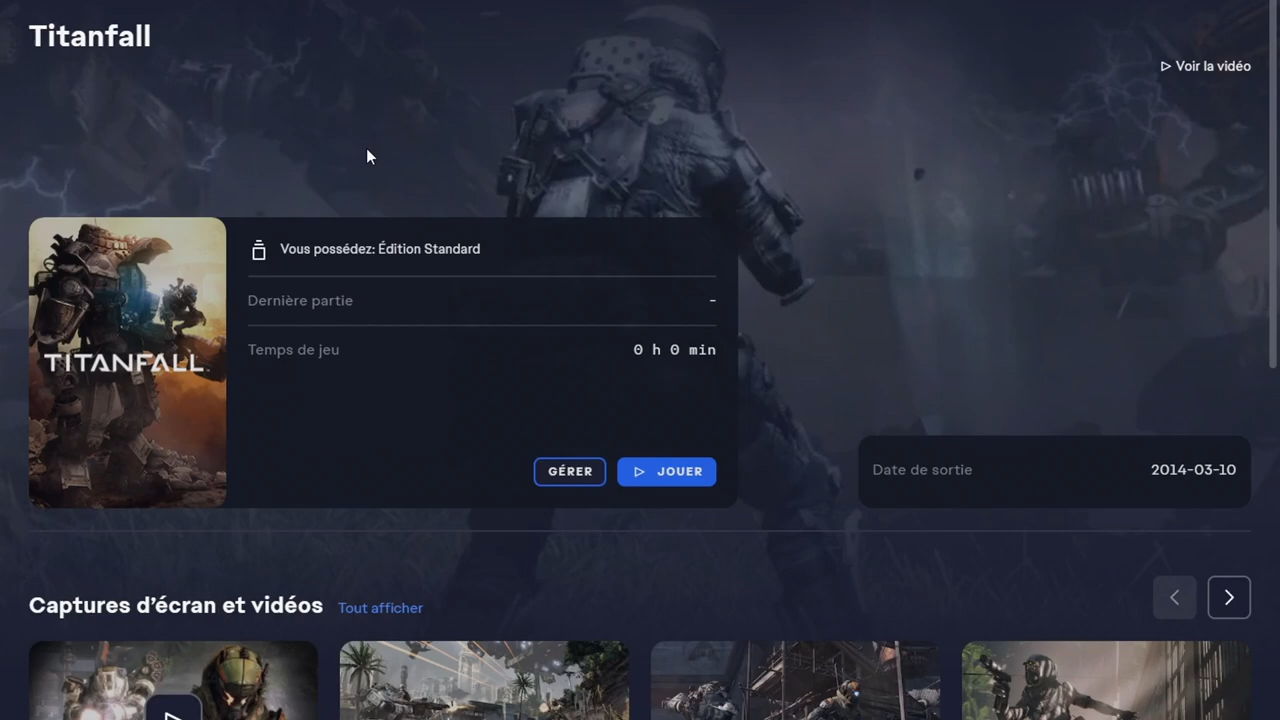 Titanfall
Voir la vidéo
Vous possédez: Édition Standard
Dernière partie -
TITANFALL
Temps de jeu 0 h 0 min
GÉRER JOUER
Date de sortie 2014-03-10
Captures d’écran et vidéos Tout afficher